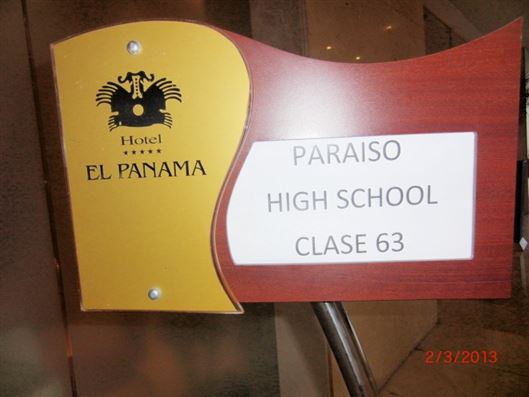 Hotel
★★★★★
EL PANAMA
PARAISO
HIGH SCHOOL
CLASE 63
2/3/2013